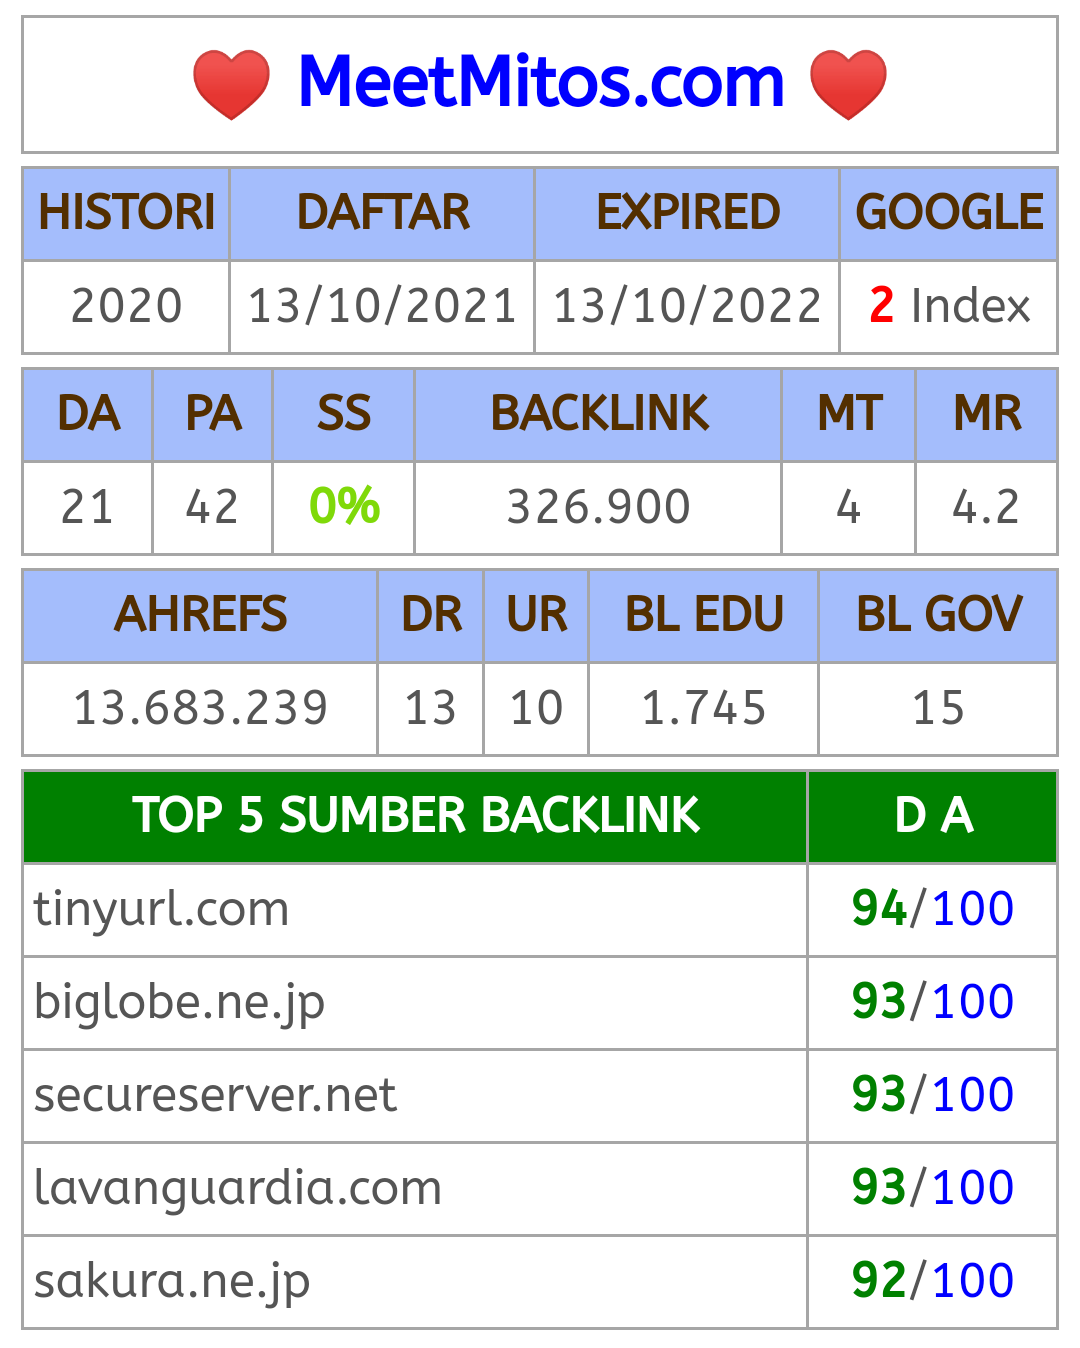 ❤️ MeetMitos.com ❤️
HISTORI DAFTAR EXPIRED GOOGLE
2020 13/10/2021 13/10/2022 2 Index
DA PA SS BACKLINK MT MR
21 42 0% 326.900 4 4.2
AHREFS DR UR BL EDU BL GOV
13.683.239 13 10 1.745 15
TOP 5 SUMBER BACKLINK D A
tinyurl.com 94/100
biglobe.ne.jp 93/100
secureserver.net 93/100
lavanguardia.com 93/100
sakura.ne.jp 92/100